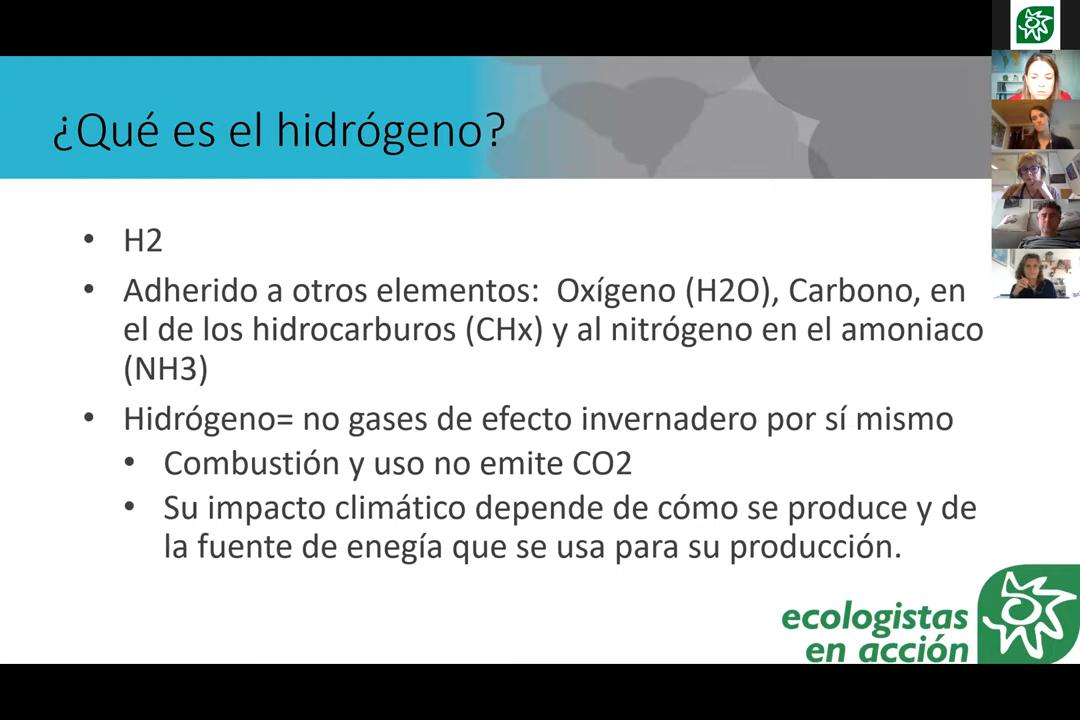 ¿Qué es el hidrógeno?
• H2
• Adherido a otros elementos:  Oxígeno (H2O), Carbono, en
el de los hidrocarburos (CHx) y al nitrógeno en el amoniaco
(NH3)
• Hidrógeno= no gases de efecto invernadero por sí mismo
• Combustión y uso no emite CO2
• Su impacto climático depende de cómo se produce y de
la fuente de enegía que se usa para su producción.
ecologistas
en acción